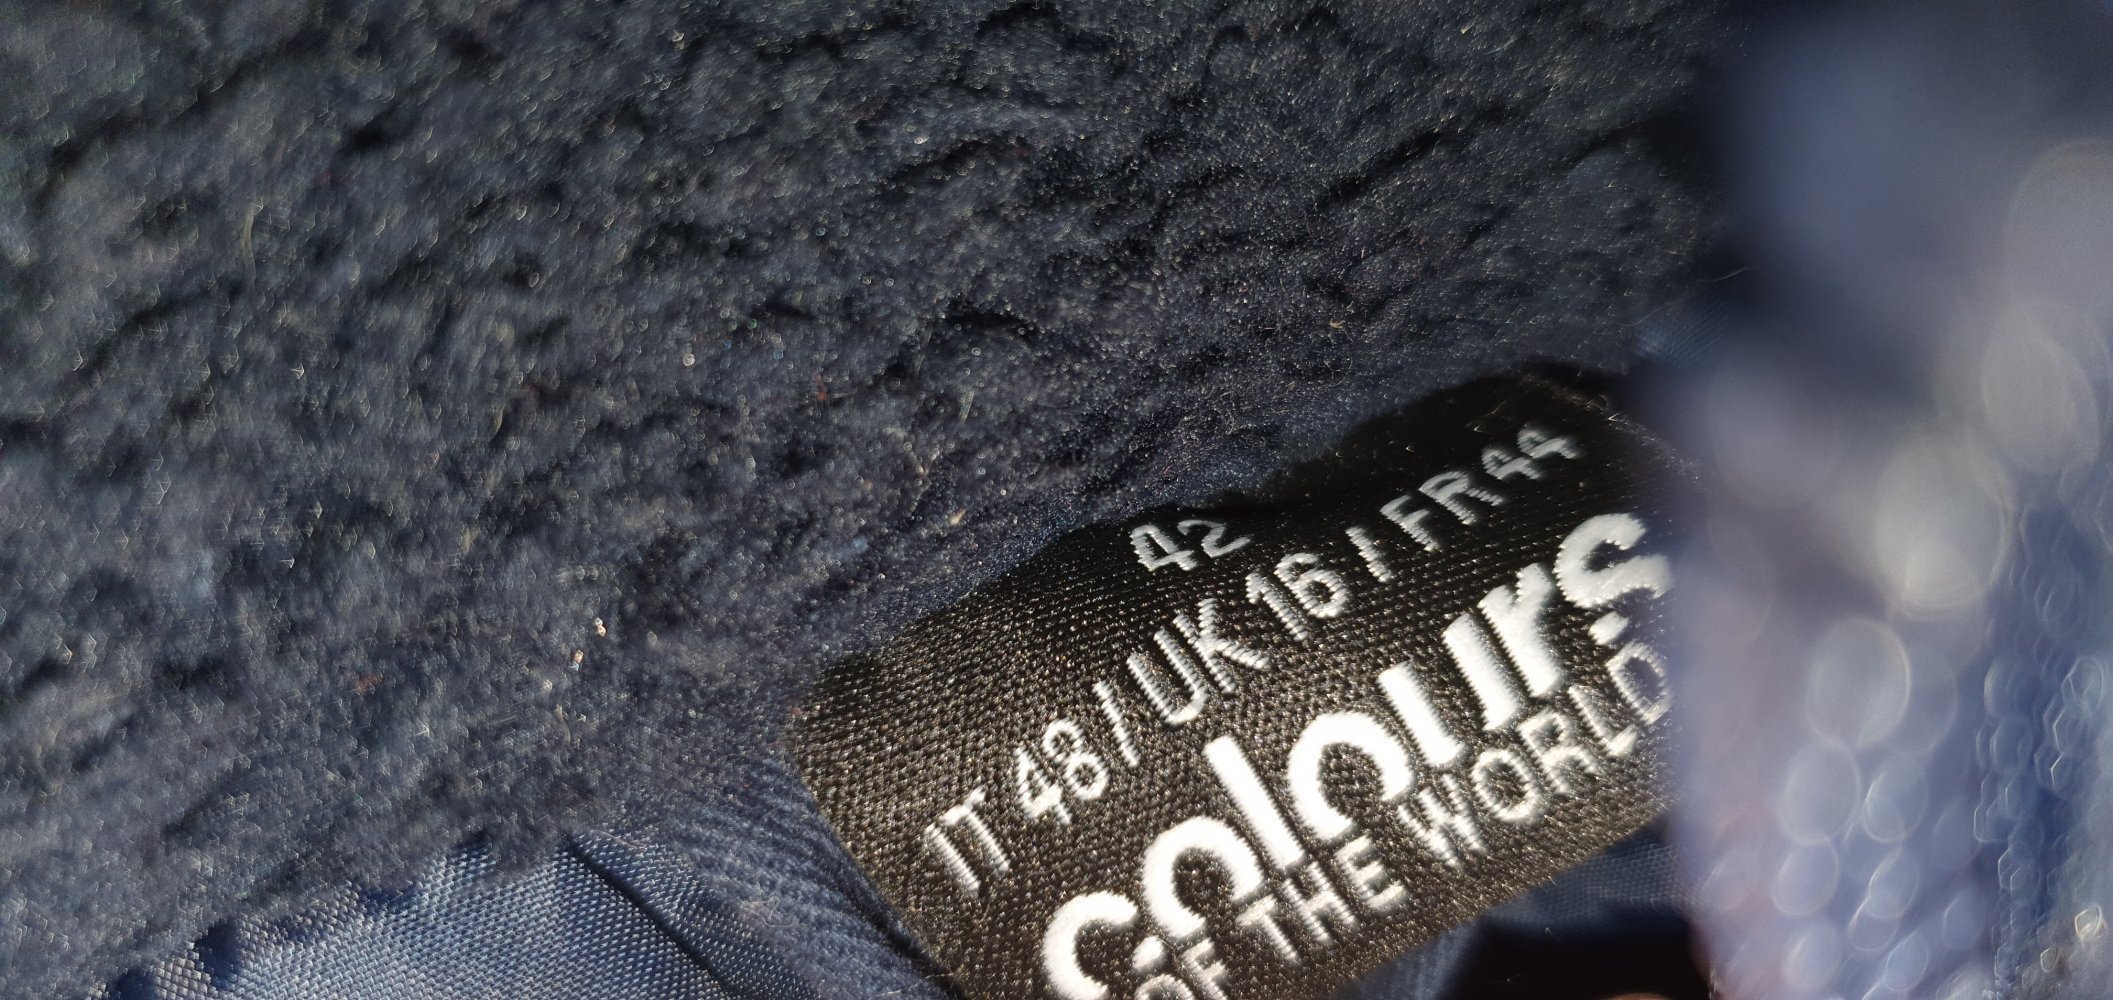 42
IT 48 / UK 16 / FR 44
colours
OF THE WORLD